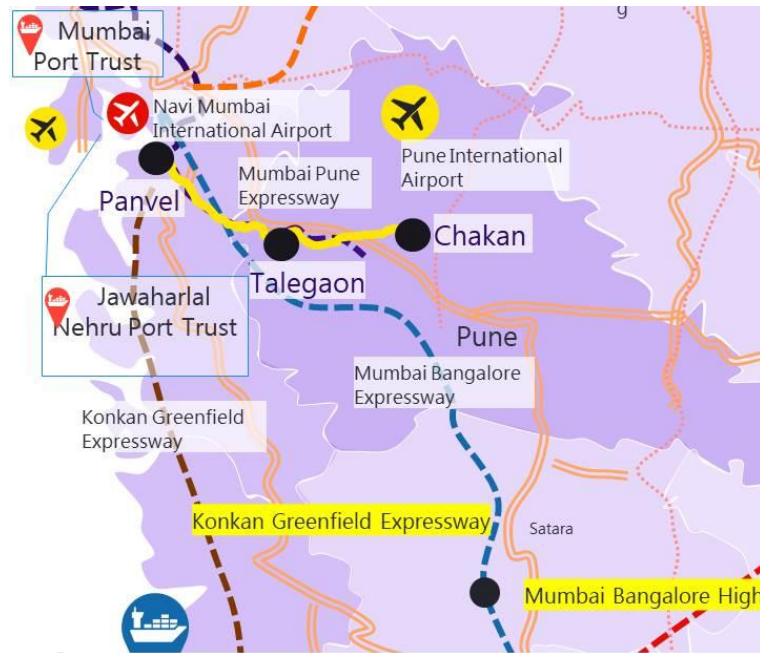 g
Mumbai
Port Trust
Navi Mumbai
International Airport
Pune International
Airport
Mumbai Pune
Expressway
Panvel
Chakan
Talegaon
Jawaharlal
Nehru Port Trust
Pune
Mumbai Bangalore
Expressway
Konkan Greenfield
Expressway
Konkan Greenfield Expressway
Satara
Mumbai Bangalore High